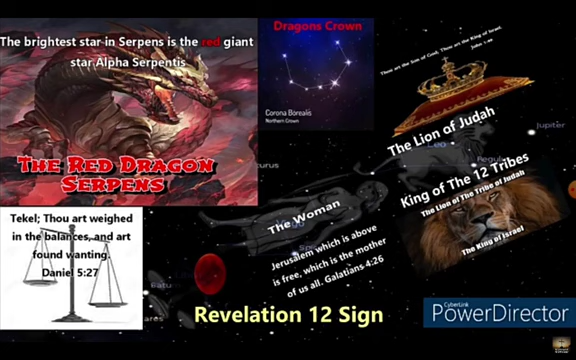 The brightest star in Serpens is the red giant
star Alpha Serpentis
THE RED DRAGON
SERPENS
Dragons Crown
Corona Borealis
Northern Crown
Thou art the Son of God; Thou art the King of Israel.
John 1:49
The Lion of Judah
Leo
Regul
Jupiter
King of The 12 Tribes
The Lion of The Tribe of Judah
The King of Israel
The Woman
Jerusalem which is above
is free, which is the mother
of us all. Galatians 4:26
Tekel; Thou art weighed
in the balances, and art
found wanting.
Daniel 5:27
Revelation 12 Sign
CyberLink
PowerDirector